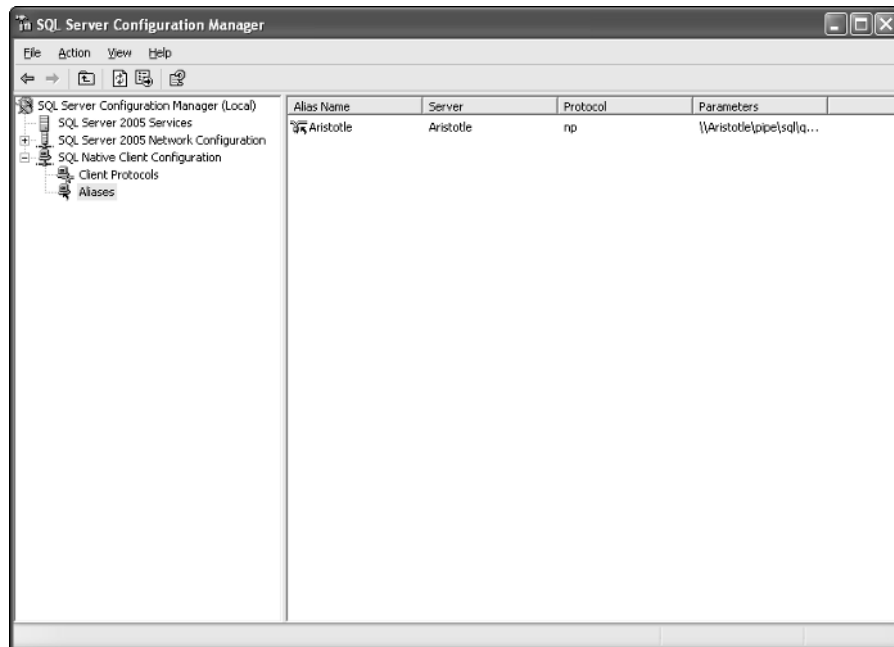 SQL Server Configuration Manager
File Action View Help
SQL Server Configuration Manager (Local)
SQL Server 2005 Services
SQL Server 2005 Network Configuration
SQL Native Client Configuration
Client Protocols
Aliases
Alias Name Server Protocol Parameters
Aristotle Aristotle np \\Aristotle\pipe\sql\q...